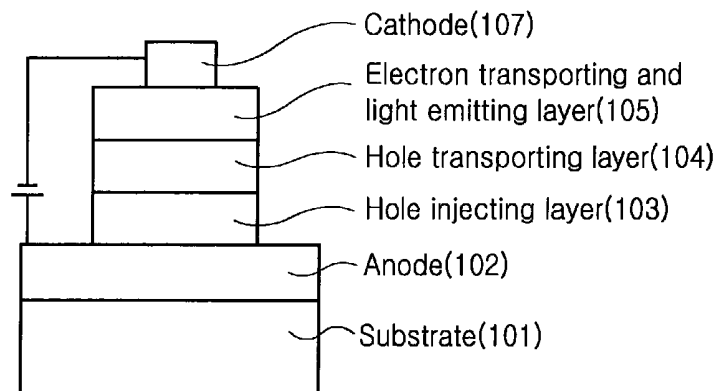 Cathode(107)
Electron transporting and
light emitting layer(105)
Hole transporting layer(104)
Hole injecting layer(103)
Anode(102)
Substrate(101)